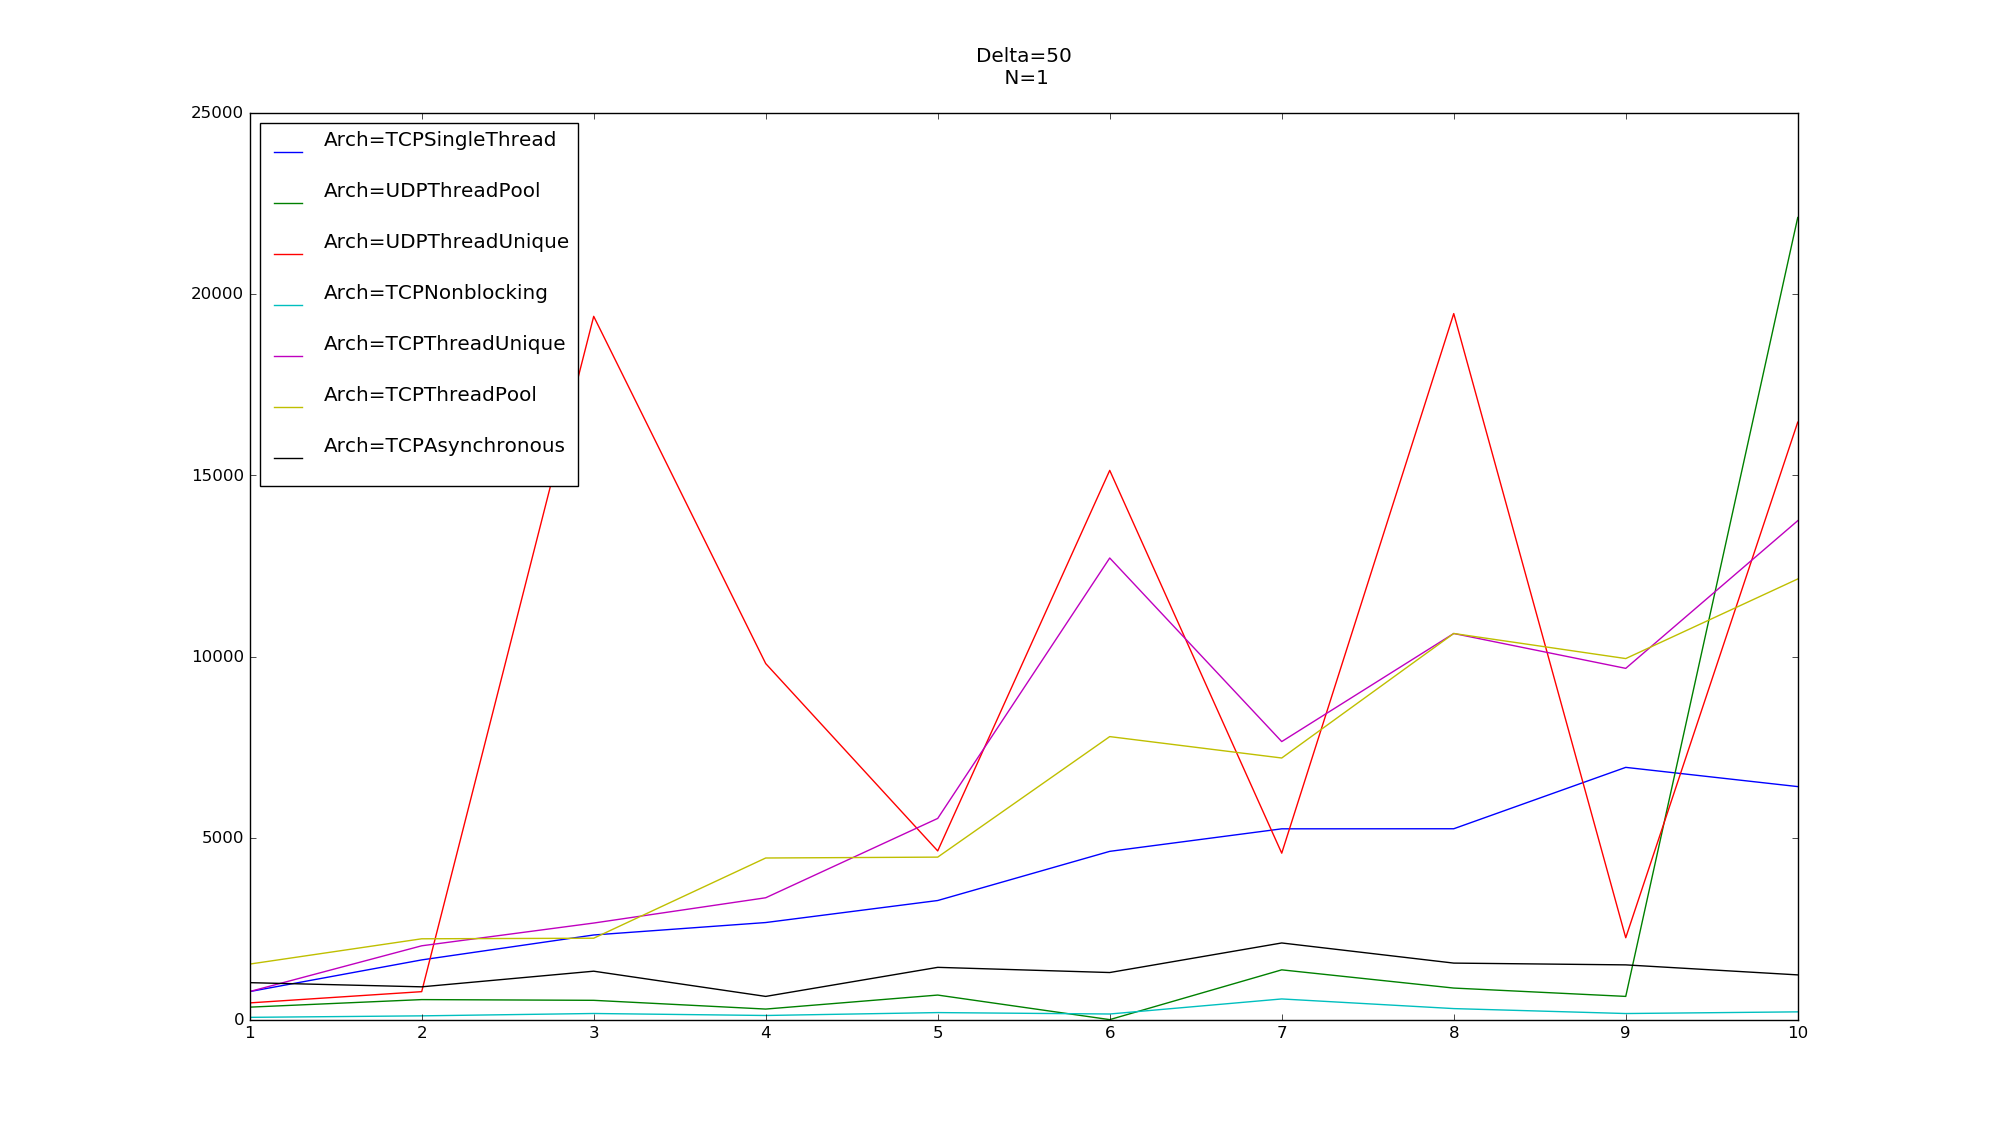 Delta=50
N=1
25000
20000
15000
10000
5000
0
Arch=TCPSingleThread
Arch=UDPThreadPool
Arch=UDPThreadUnique
Arch=TCPNonblocking
Arch=TCPThreadUnique
Arch=TCPThreadPool
Arch=TCPAsynchronous
1 2 3 4 5 6 7 8 9 10